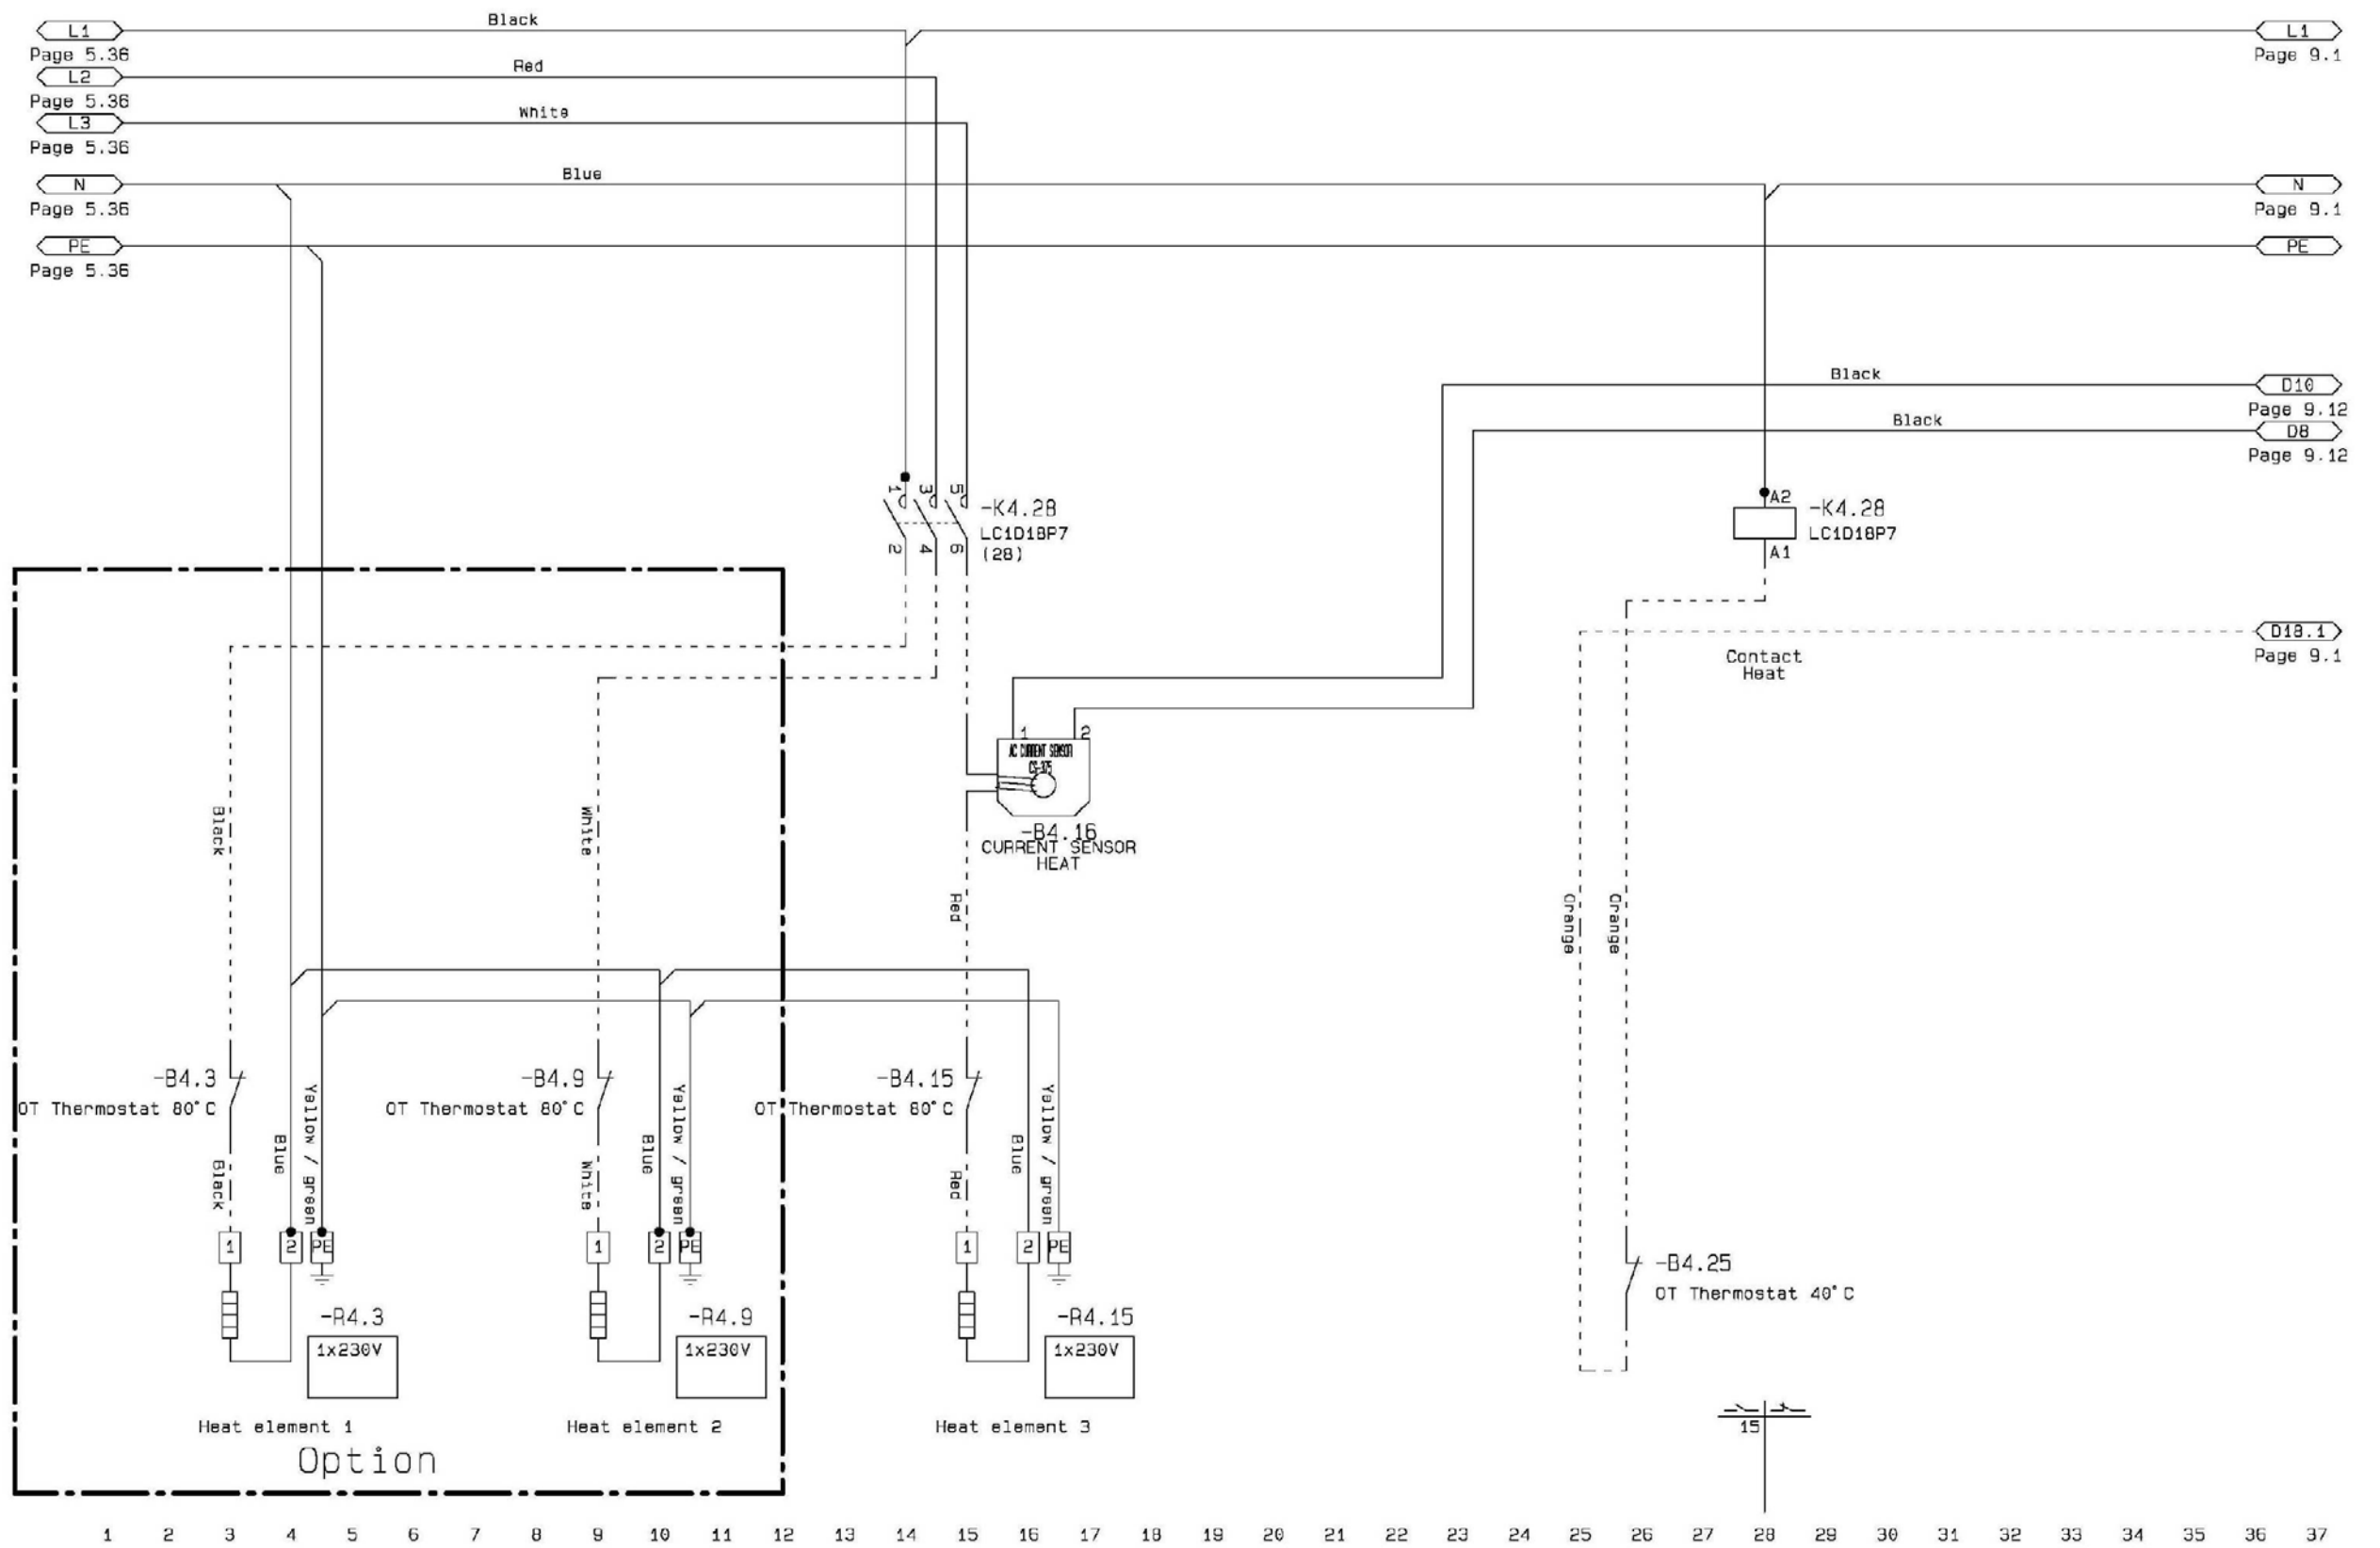 Black
L1
L1
Page 5.36
Page 9.1
Red
L2
Page 5.36
White
L3
Page 5.36
Blue
N
N
Page 5.36
Page 9.1
PE
PE
Page 5.36
Black
D10
Page 9.12
Black
D8
Page 9.12
1 3 5
-K4.28
LC1D18P7
(28)
2 4 6
A2
-K4.28
LC1D18P7
A1
D18.1
Page 9.1
Contact
Heat
1 2
AC CURRENT SENSOR
-B4.16
CURRENT SENSOR
HEAT
Black
White
Red
Orange
Orange
-B4.3
OT Thermostat 80°C
-B4.9
OT Thermostat 80°C
-B4.15
OT Thermostat 80°C
Black
Blue
Yellow / green
White
Blue
Yellow / green
Red
Blue
Yellow / green
1 2 PE
1 2 PE
1 2 PE
-B4.25
OT Thermostat 40°C
-R4.3
1x230V
-R4.9
1x230V
-R4.15
1x230V
Heat element 1
Heat element 2
Heat element 3
Option
15
1 2 3 4 5 6 7 8 9 10 11 12 13 14 15 16 17 18 19 20 21 22 23 24 25 26 27 28 29 30 31 32 33 34 35 36 37